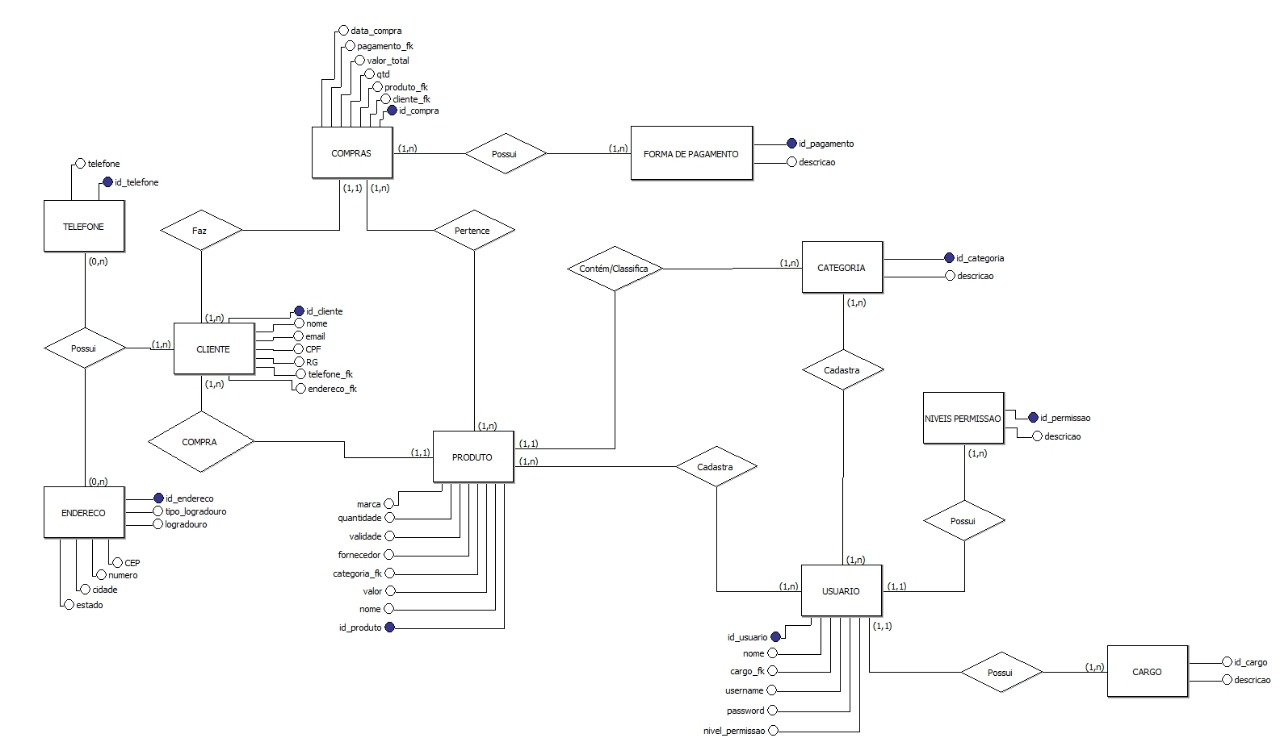 data_compra
pagamento_fk
valor_total
qtd
produto_fk
cliente_fk
id_compra
COMPRAS
(1,n)
Possui
(1,n)
FORMA DE PAGAMENTO
id_pagamento
descricao
(1,1)
(1,n)
telefone
id_telefone
TELEFONE
(0,n)
Faz
Pertence
Contém/Classifica
(1,n)
CATEGORIA
id_categoria
descricao
(1,n)
(1,n)
CLIENTE
id_cliente
nome
email
CPF
RG
telefone_fk
endereco_fk
Possui
(1,n)
(1,n)
Cadastra
COMPRA
(1,1)
(1,n)
PRODUTO
(1,1)
(1,n)
Cadastra
NIVEIS PERMISSAO
id_permissao
descricao
(1,n)
Possui
(0,n)
ENDERECO
id_endereco
tipo_logradouro
logradouro
CEP
numero
cidade
estado
marca
quantidade
validade
fornecedor
categoria_fk
valor
nome
id_produto
(1,n)
(1,n)
USUARIO
(1,1)
(1,1)
id_usuario
nome
cargo_fk
username
password
nivel_permissao
Possui
(1,n)
CARGO
id_cargo
descricao